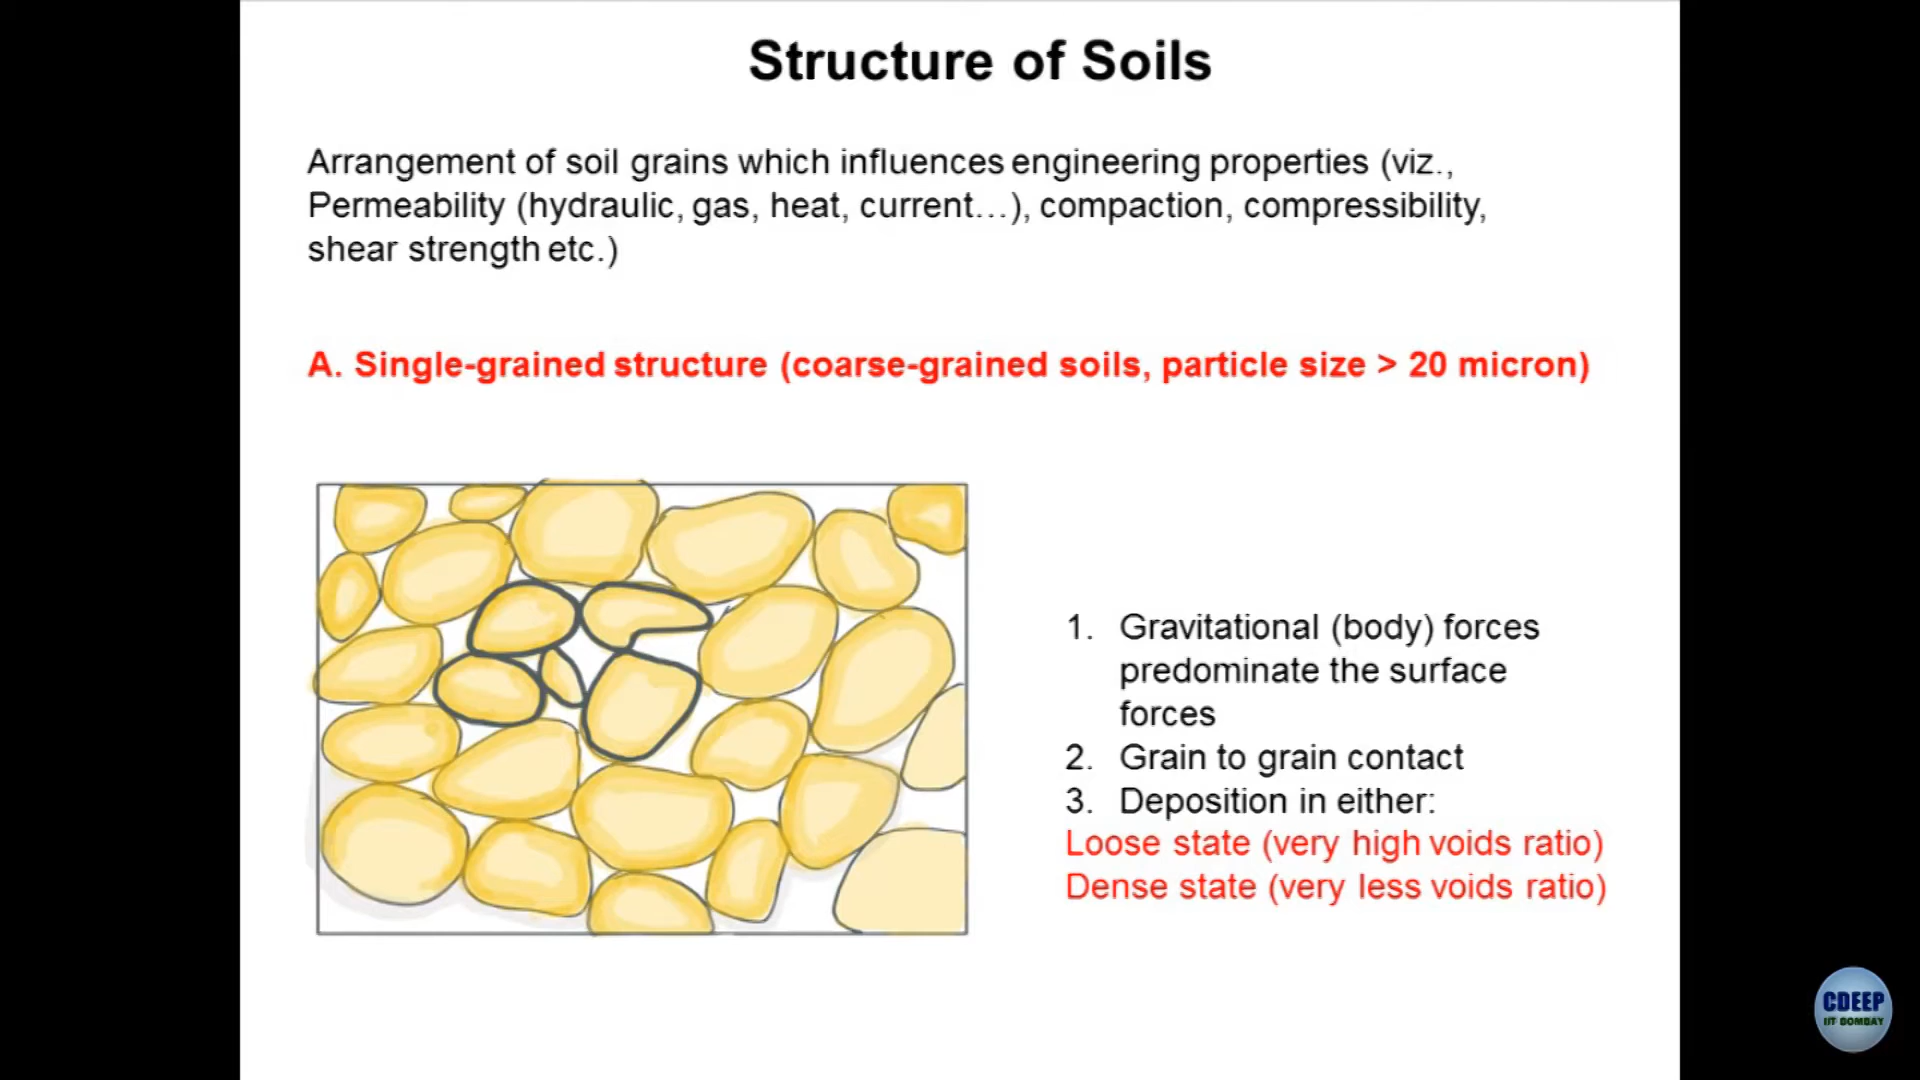 Structure of Soils
Arrangement of soil grains which influences engineering properties (viz.,
Permeability (hydraulic, gas, heat, current…), compaction, compressibility,
shear strength etc.)
A. Single-grained structure (coarse-grained soils, particle size > 20 micron)
1. Gravitational (body) forces
predominate the surface
forces
2. Grain to grain contact
3. Deposition in either:
Loose state (very high voids ratio)
Dense state (very less voids ratio)
CDEEP
IIT BOMBAY